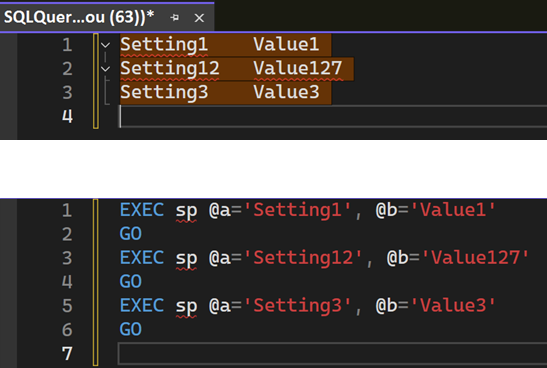 SQLQuer...ou (63))*
1 Setting1 Value1
2 Setting12 Value127
3 Setting3 Value3
4
1 EXEC sp @a='Setting1', @b='Value1'
2 GO
3 EXEC sp @a='Setting12', @b='Value127'
4 GO
5 EXEC sp @a='Setting3', @b='Value3'
6 GO
7